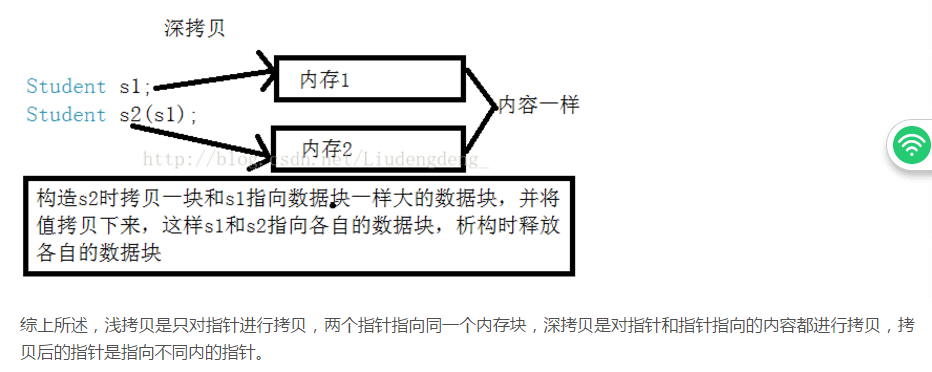 深拷贝
Student s1;
内存1
内容一样
Student s2(s1);
内存2
http://blog.csdn.net/Liudengdeng_
构造s2时拷贝一块和s1指向数据块一样大的数据块，并将
值拷贝下来，这样s1和s2指向各自的数据块，析构时释放
各自的数据块
综上所述，浅拷贝是只对指针进行拷贝，两个指针指向同一个内存块，深拷贝是对指针和指针指向的内容都进行拷贝，拷
贝后的指针是指向不同内的指针。